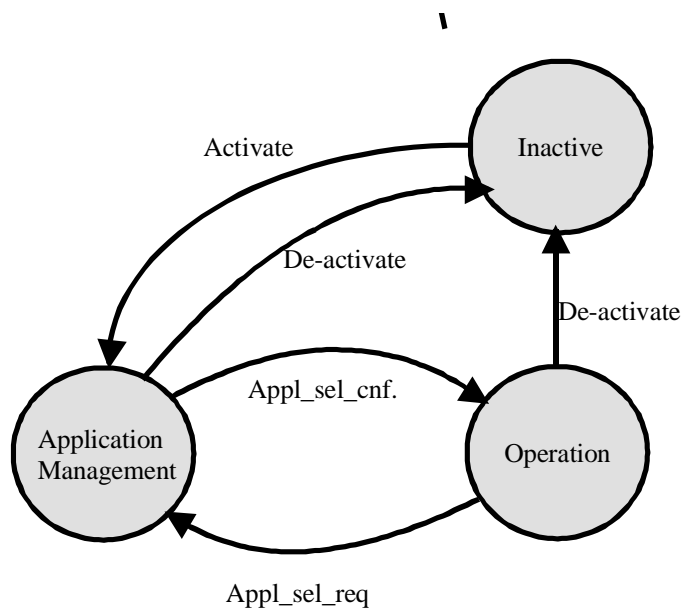 Activate
Inactive
De-activate
De-activate
Appl_sel_cnf.
Application
Management
Operation
Appl_sel_req